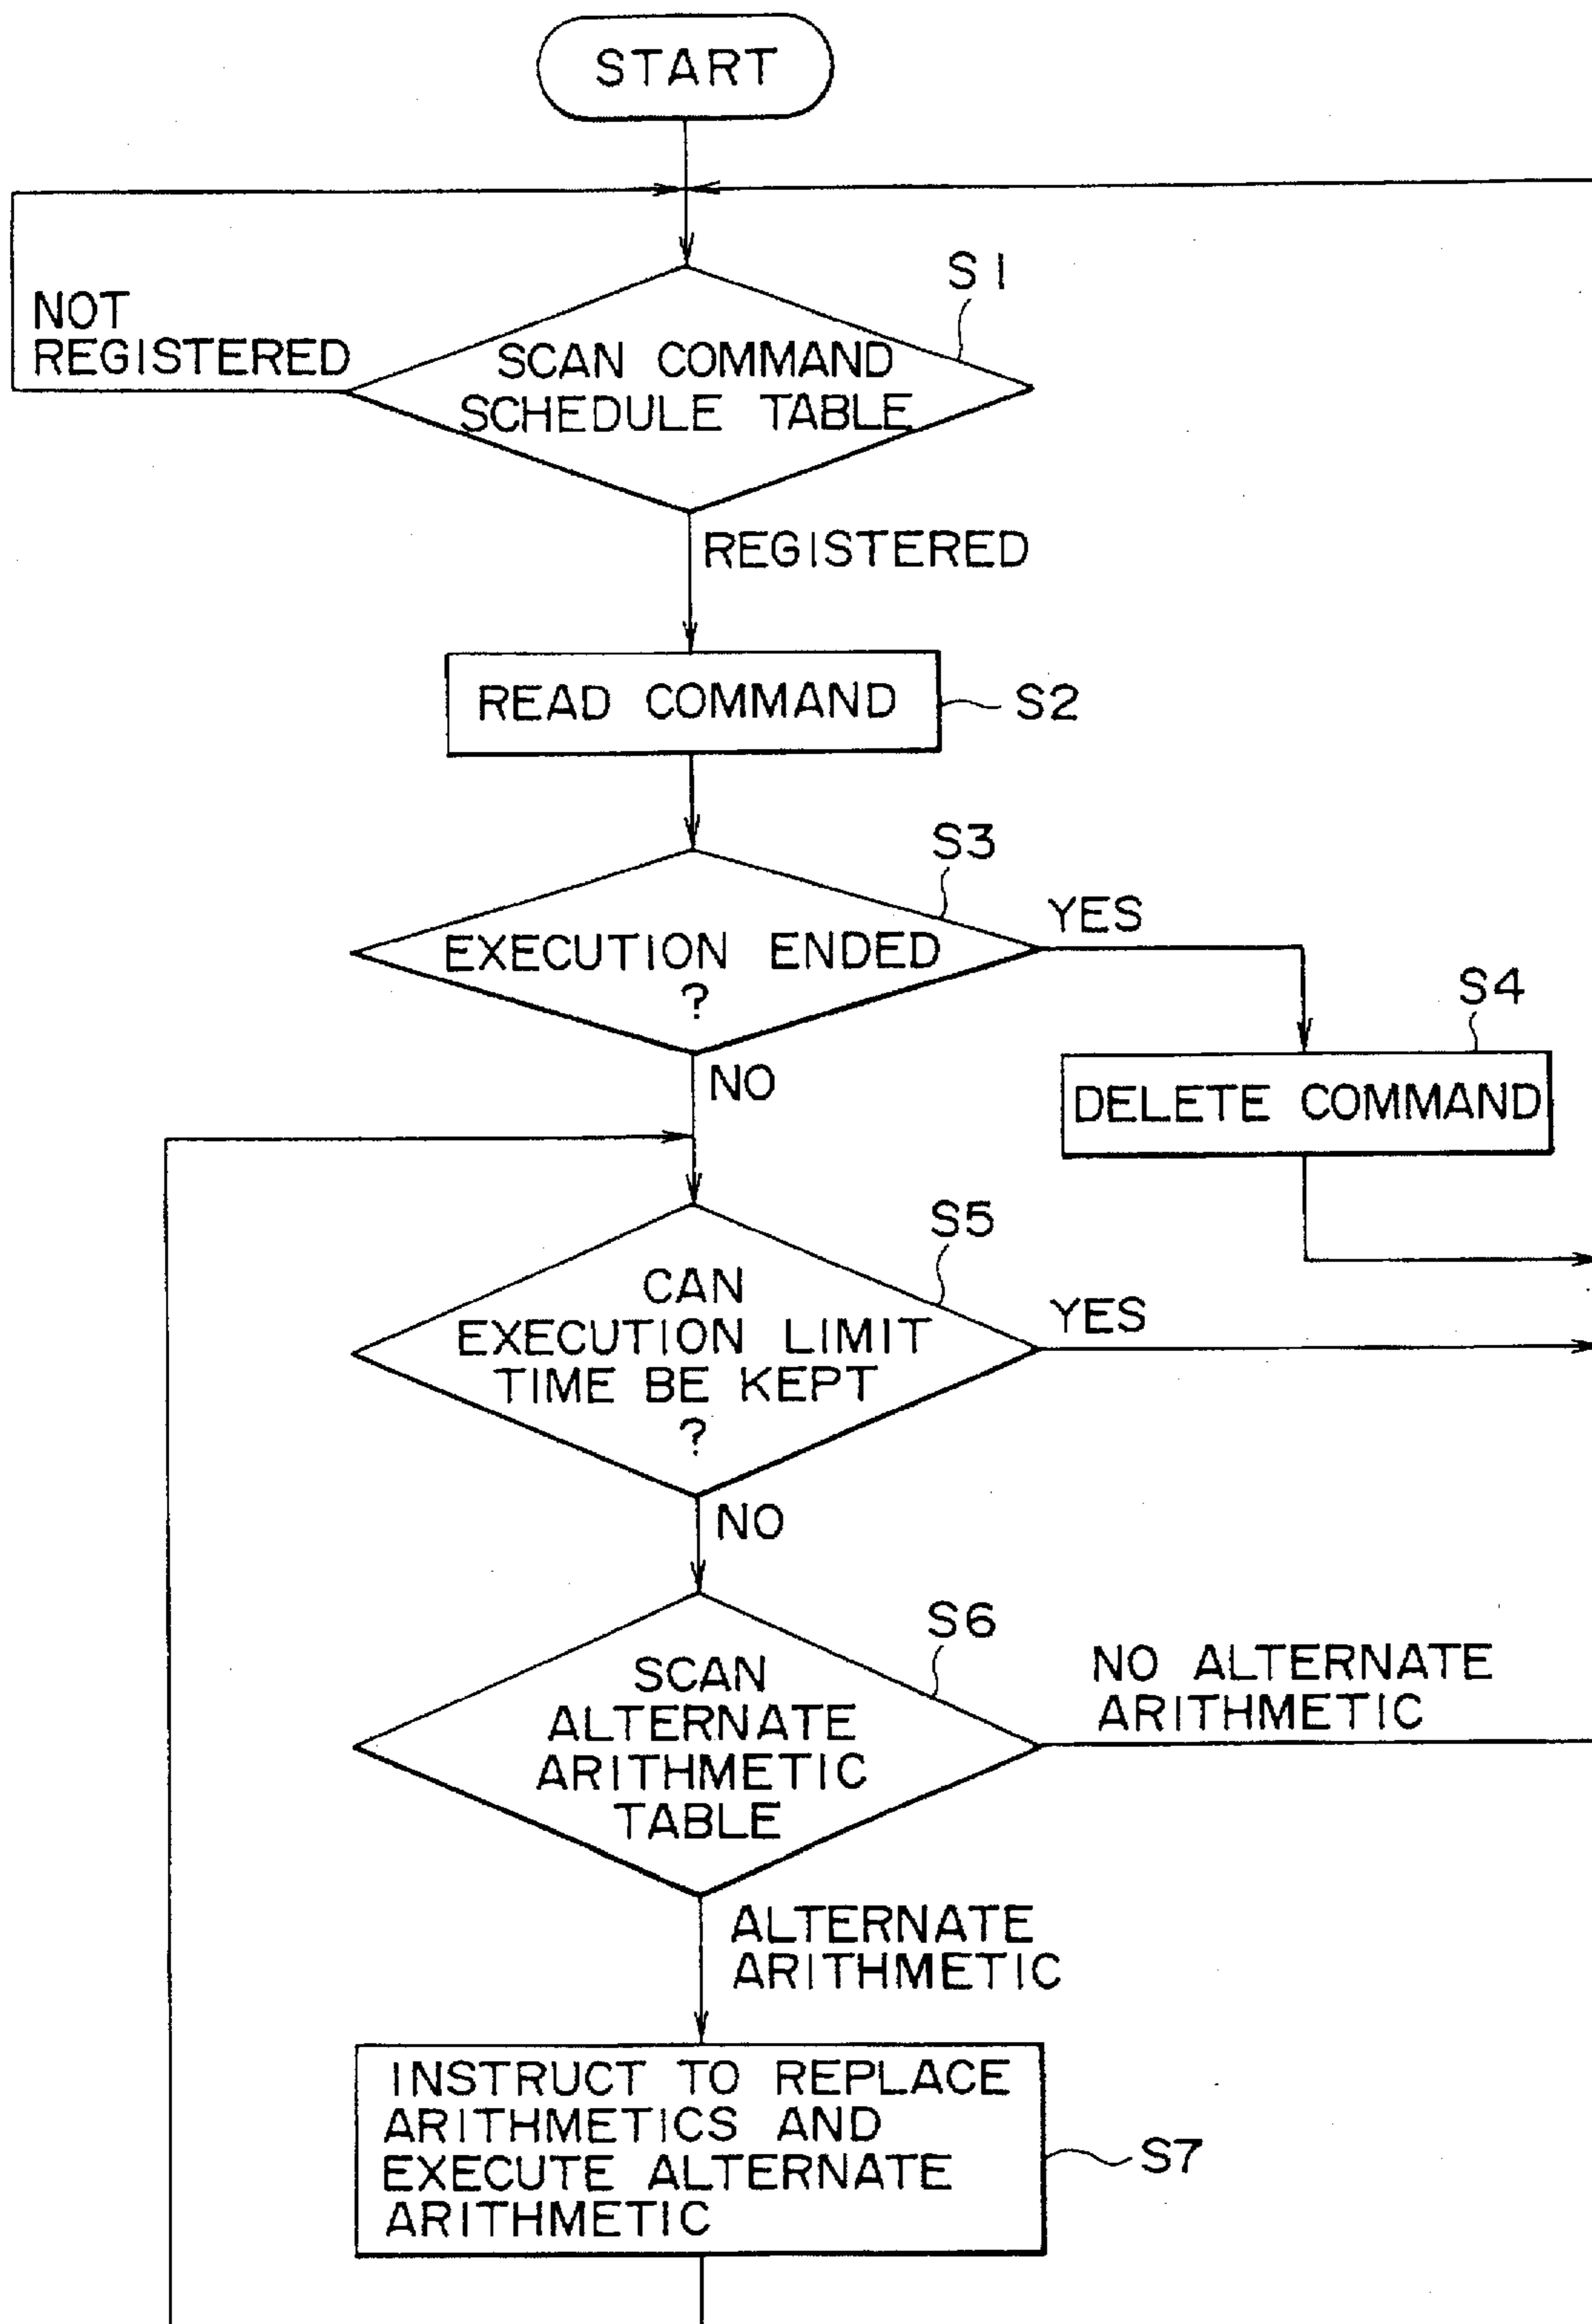 START
S1
NOT
REGISTERED
SCAN COMMAND
SCHEDULE TABLE
REGISTERED
READ COMMAND
S2
S3
YES
EXECUTION ENDED
?
S4
NO
DELETE COMMAND
S5
CAN
EXECUTION LIMIT
TIME BE KEPT
?
YES
NO
S6
SCAN
ALTERNATE
ARITHMETIC
TABLE
NO ALTERNATE
ARITHMETIC
ALTERNATE
ARITHMETIC
INSTRUCT TO REPLACE
ARITHMETICS AND
EXECUTE ALTERNATE
ARITHMETIC
S7